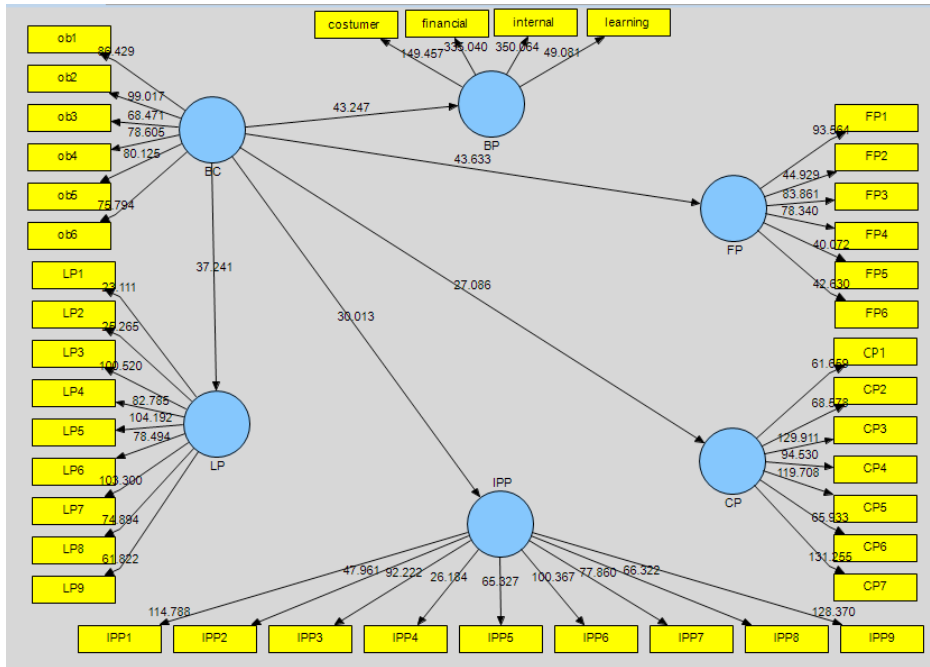 costumer
financial
internal
learning
149.457
335.040
350.064
49.081
BP
ob1
ob2
ob3
ob4
ob5
ob6
86.429
99.017
68.471
78.605
80.125
75.794
BC
43.247
43.633
37.241
30.013
27.086
FP1
FP2
FP3
FP4
FP5
FP6
93.564
44.929
83.861
78.340
40.072
42.630
FP
LP1
LP2
LP3
LP4
LP5
LP6
LP7
LP8
LP9
23.111
25.265
100.520
82.785
104.192
78.494
103.300
74.894
61.822
LP
CP1
CP2
CP3
CP4
CP5
CP6
CP7
61.659
68.578
129.911
94.530
119.708
65.933
131.255
CP
IPP
114.788
47.961
92.222
26.184
65.327
100.367
77.860
66.322
128.370
IPP1
IPP2
IPP3
IPP4
IPP5
IPP6
IPP7
IPP8
IPP9